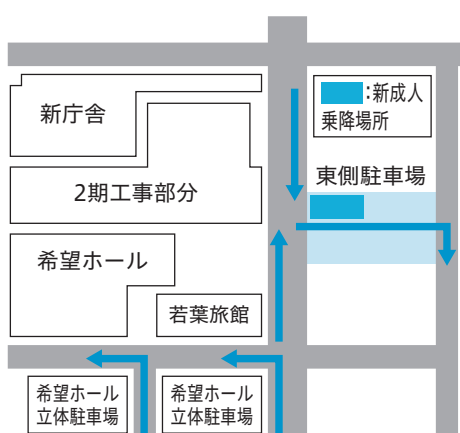 新庁舎
:新成人
乗降場所
東側駐車場
2期工事部分
希望ホール
若葉旅館
希望ホール
立体駐車場
希望ホール
立体駐車場